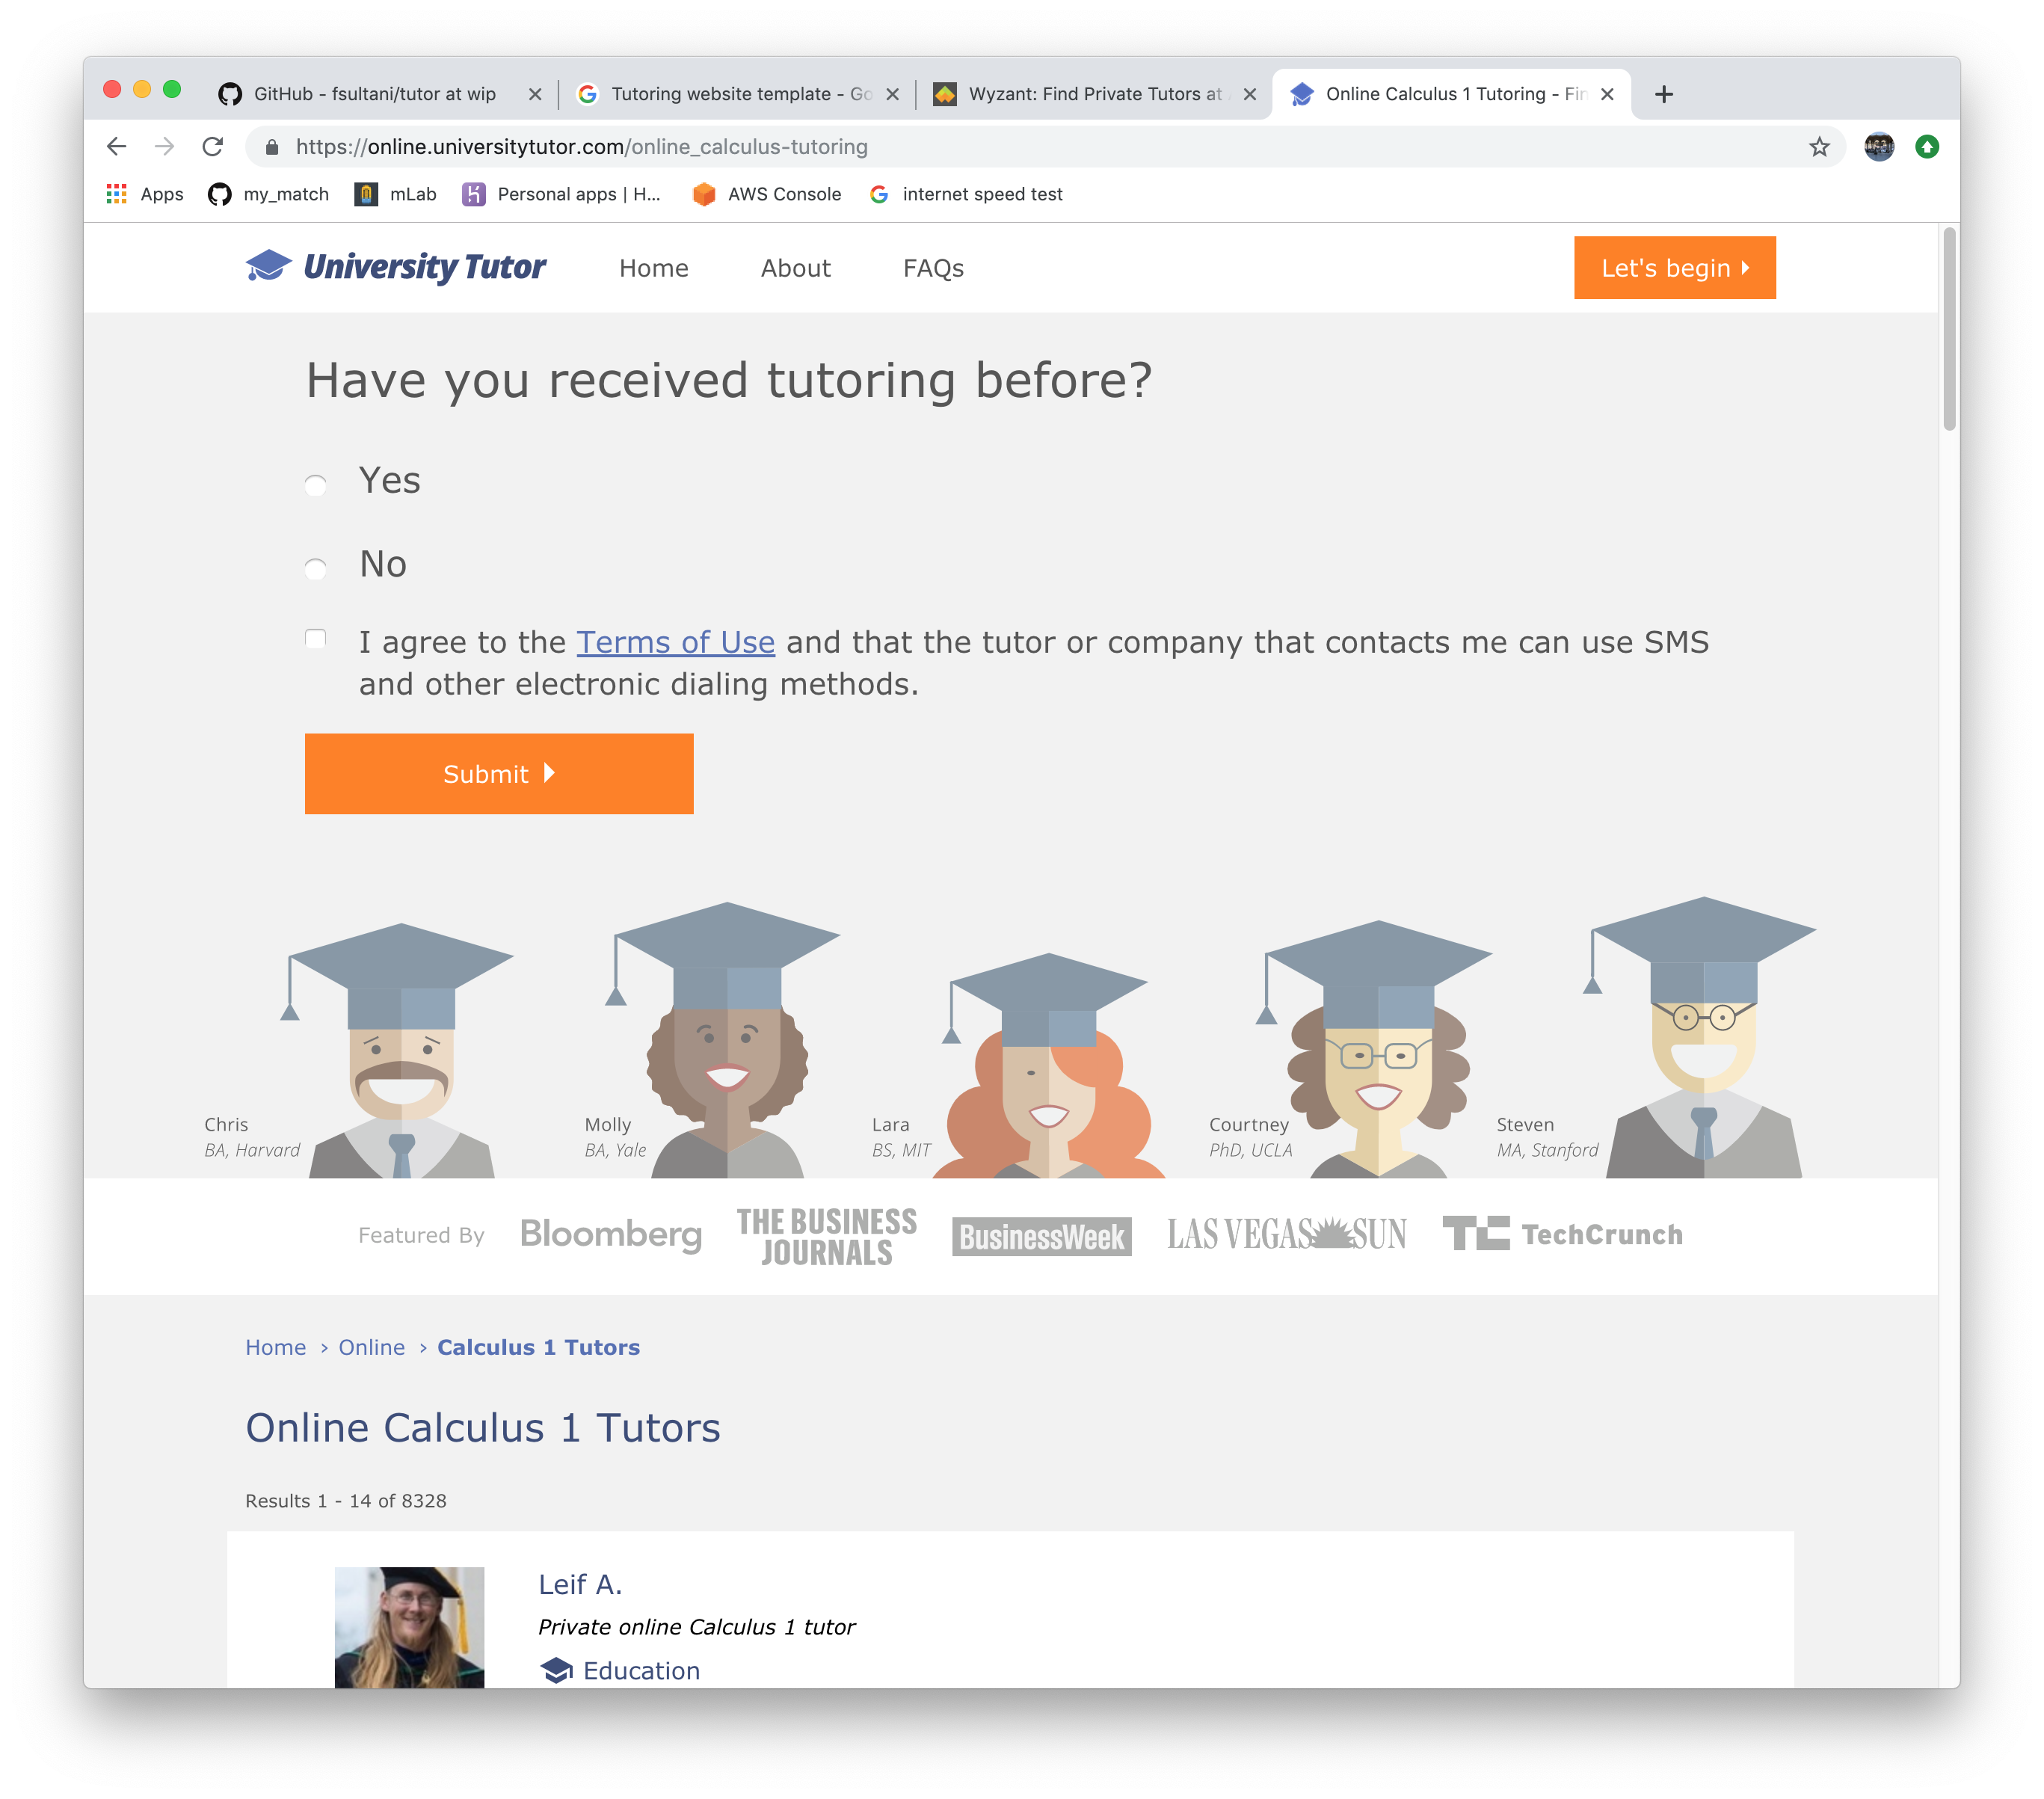 GitHub - fsultani/tutor at wip
Tutoring website template - Go
Wyzant: Find Private Tutors at
Online Calculus 1 Tutoring - Fin
https://online.universitytutor.com/online_calculus-tutoring
Apps
my_match
mLab
Personal apps | H...
AWS Console
internet speed test
University Tutor
Home
About
FAQs
Let's begin
Have you received tutoring before?
Yes
No
I agree to the Terms of Use and that the tutor or company that contacts me can use SMS
and other electronic dialing methods.
Submit
Chris
BA, Harvard
Molly
BA, Yale
Lara
BS, MIT
Courtney
PhD, UCLA
Steven
MA, Stanford
Featured By
Bloomberg
THE BUSINESS
JOURNALS
BusinessWeek
LAS VEGAS SUN
TC TechCrunch
Home › Online › Calculus 1 Tutors
Online Calculus 1 Tutors
Results 1 - 14 of 8328
Leif A.
Private online Calculus 1 tutor
Education